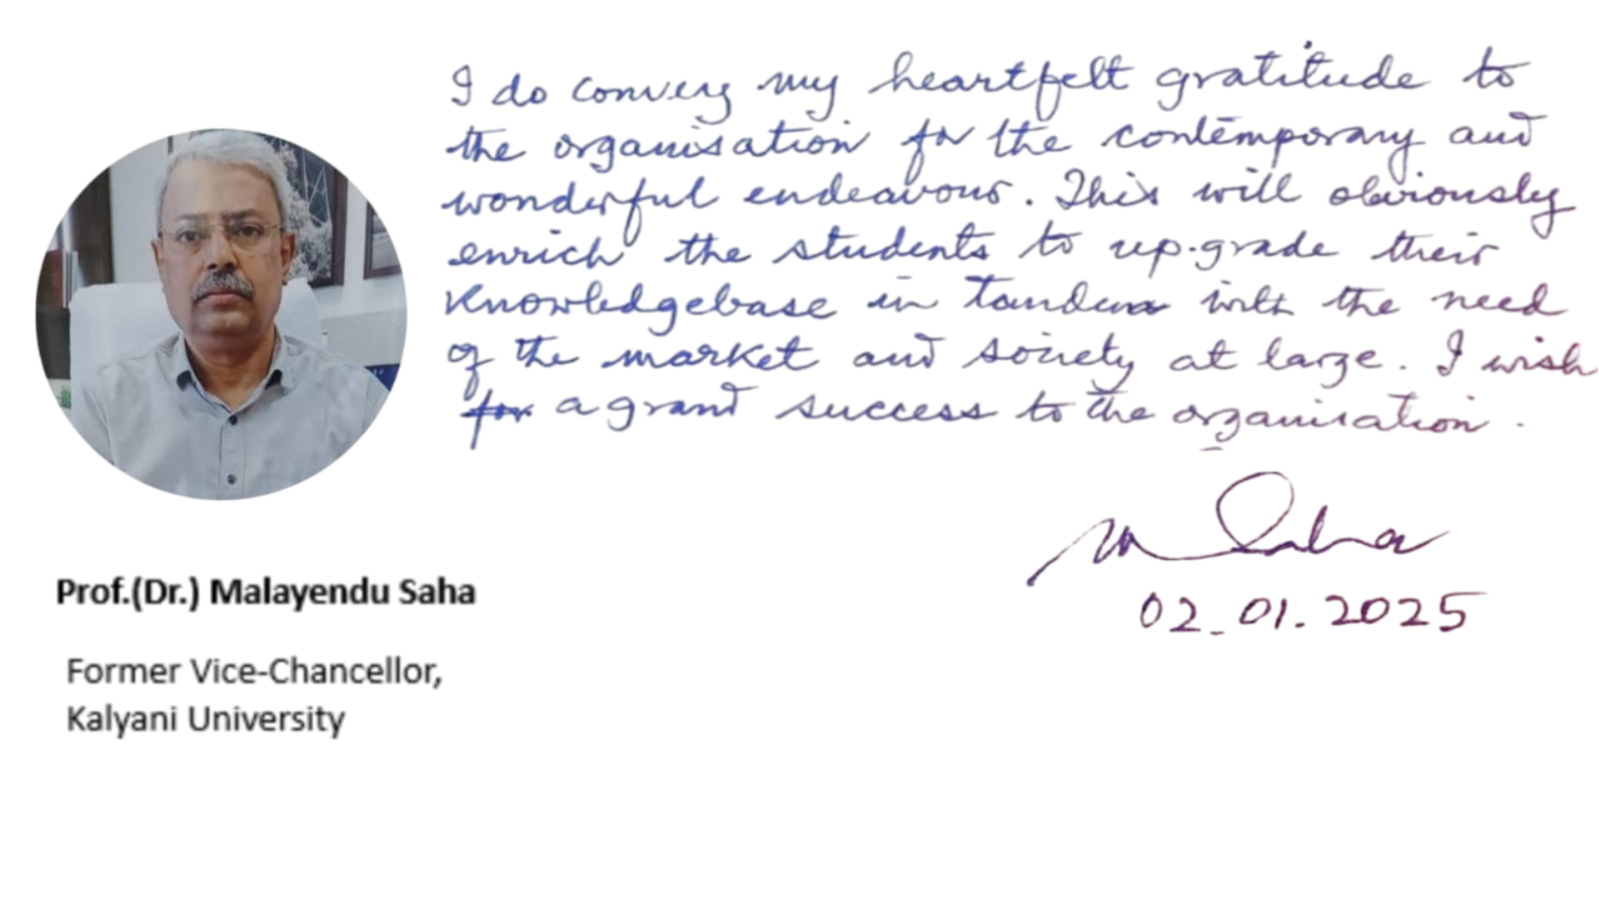 I do convey my heartfelt gratitude to
the organisation for the contemporary and
wonderful endeavour. This will obviously
enrich the students to up-grade their
Knowledgebase in tandem with the need
of the market and society at large. I wish
for a grand success to the organisation.
M Saha
02.01.2025
Prof.(Dr.) Malayendu Saha
Former Vice-Chancellor,
Kalyani University